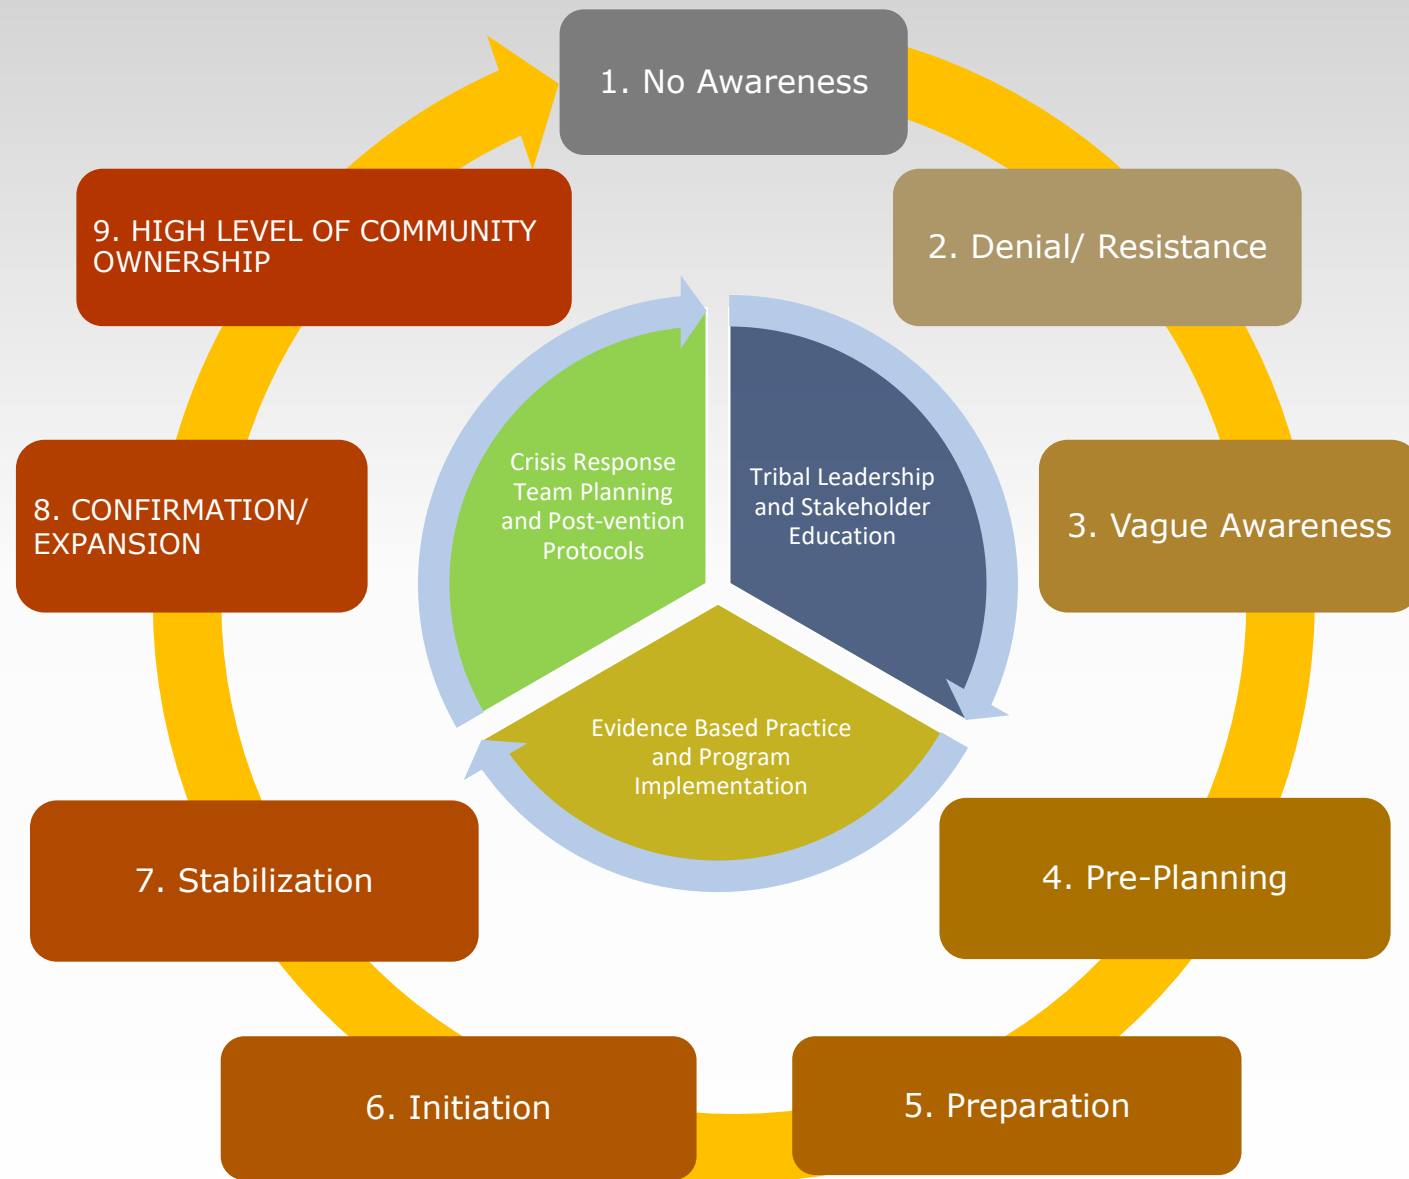 1. No Awareness
2. Denial/ Resistance
3. Vague Awareness
4. Pre-Planning
5. Preparation
6. Initiation
7. Stabilization
8. CONFIRMATION/
EXPANSION
9. HIGH LEVEL OF COMMUNITY
OWNERSHIP
Tribal Leadership
and Stakeholder
Education
Evidence Based Practice
and Program
Implementation
Crisis Response
Team Planning
and Post-vention
Protocols